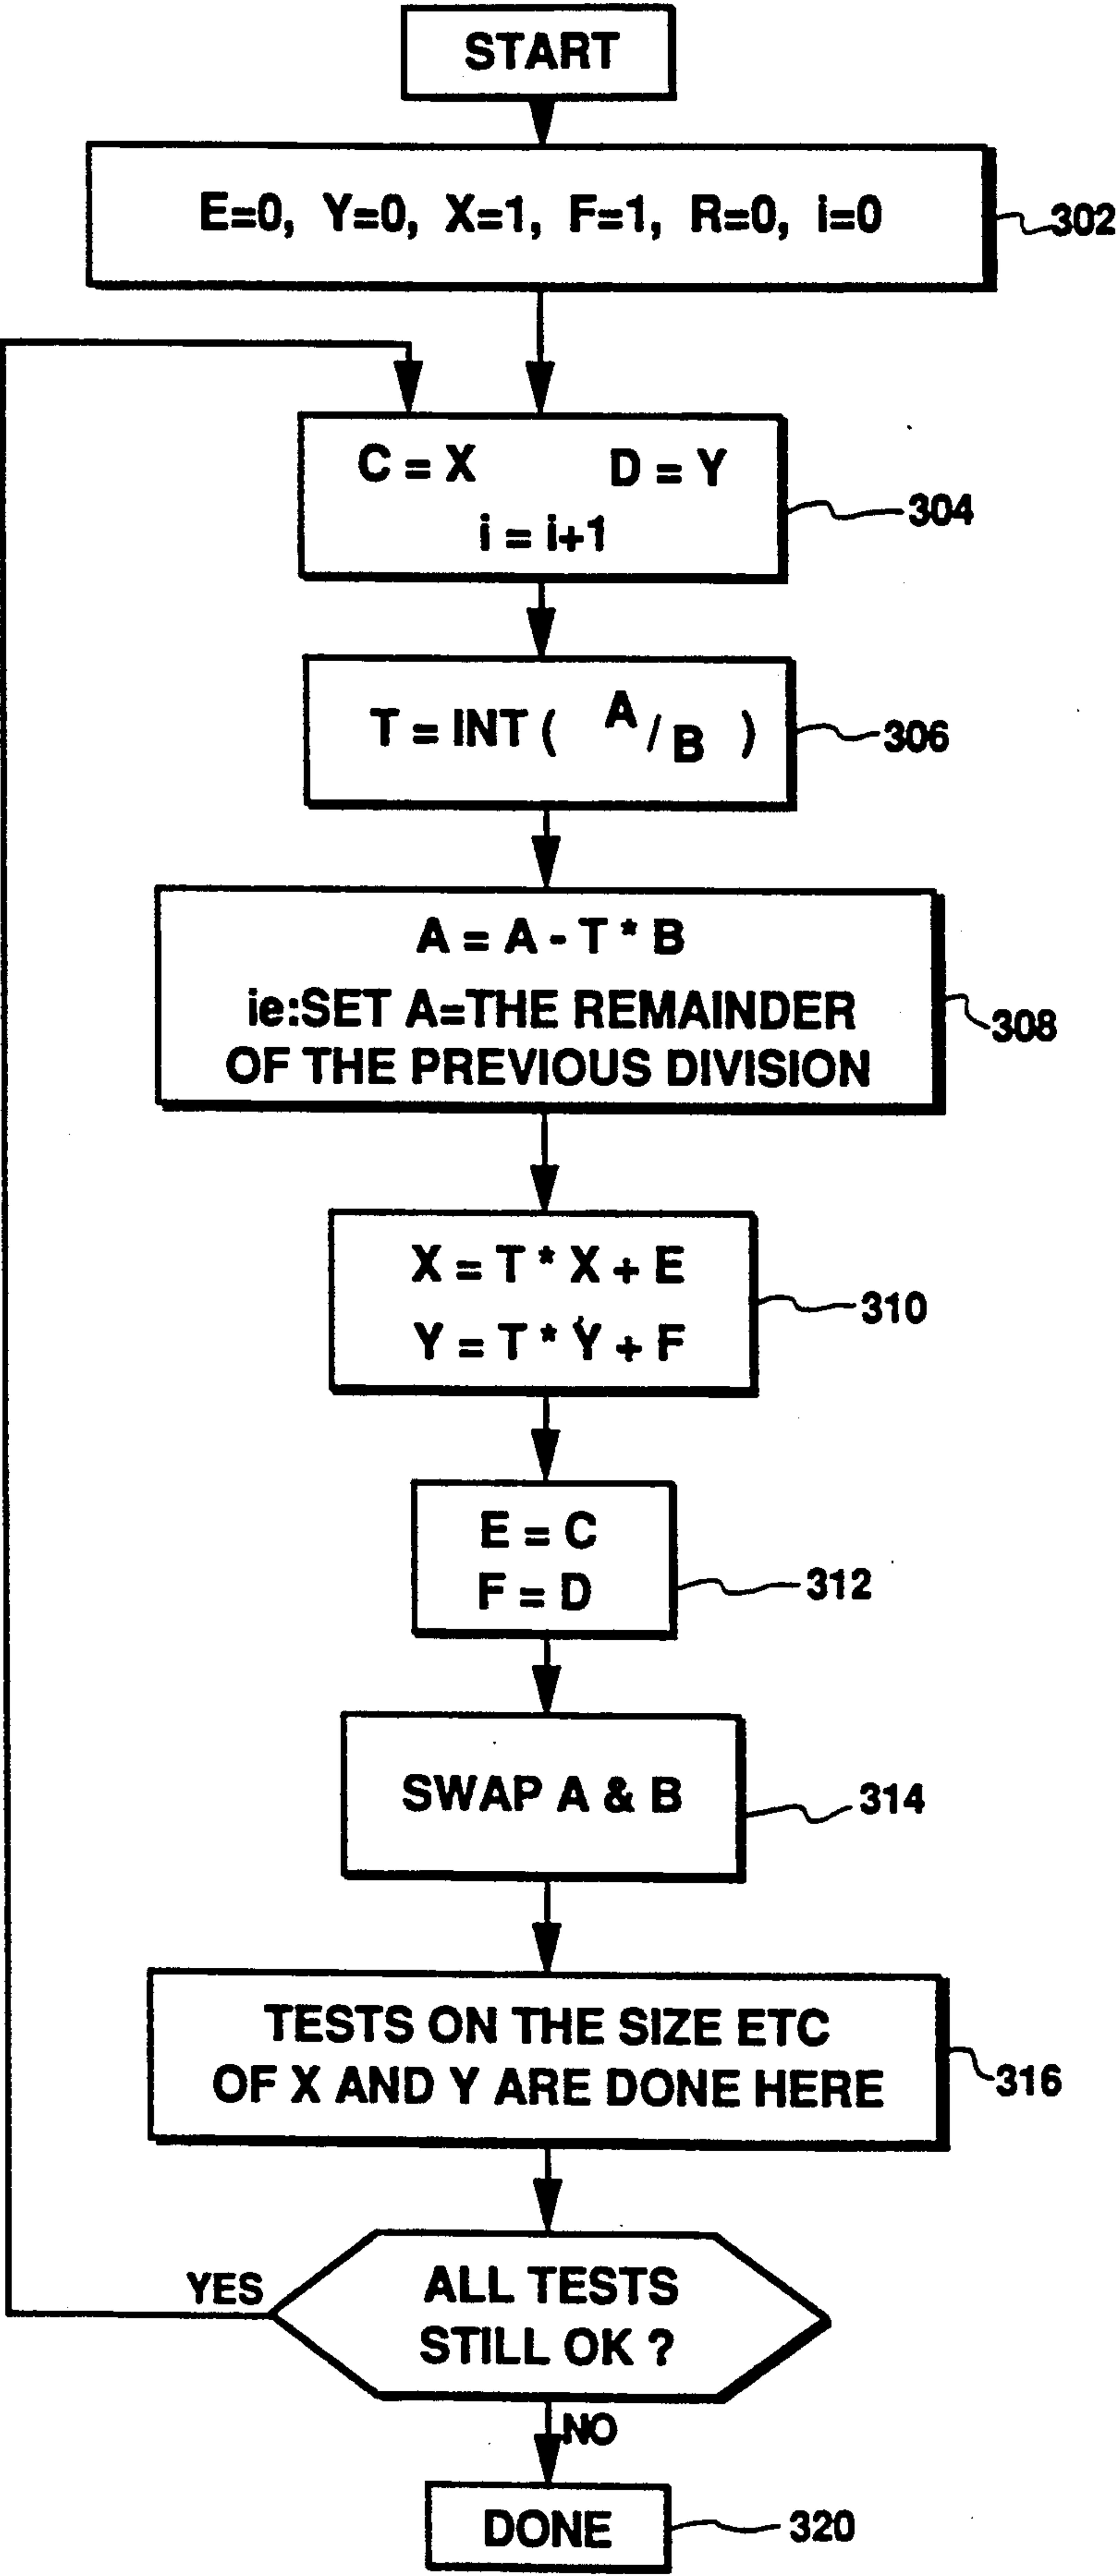 START
E=0, Y=0, X=1, F=1, R=0, i=0
302
C = X D = Y
i = i+1
304
T = INT ( A/B )
306
A = A - T * B
ie:SET A=THE REMAINDER
OF THE PREVIOUS DIVISION
308
X = T * X + E
Y = T * Y + F
310
E = C
F = D
312
SWAP A & B
314
TESTS ON THE SIZE ETC
OF X AND Y ARE DONE HERE
316
YES
ALL TESTS
STILL OK ?
NO
DONE
320